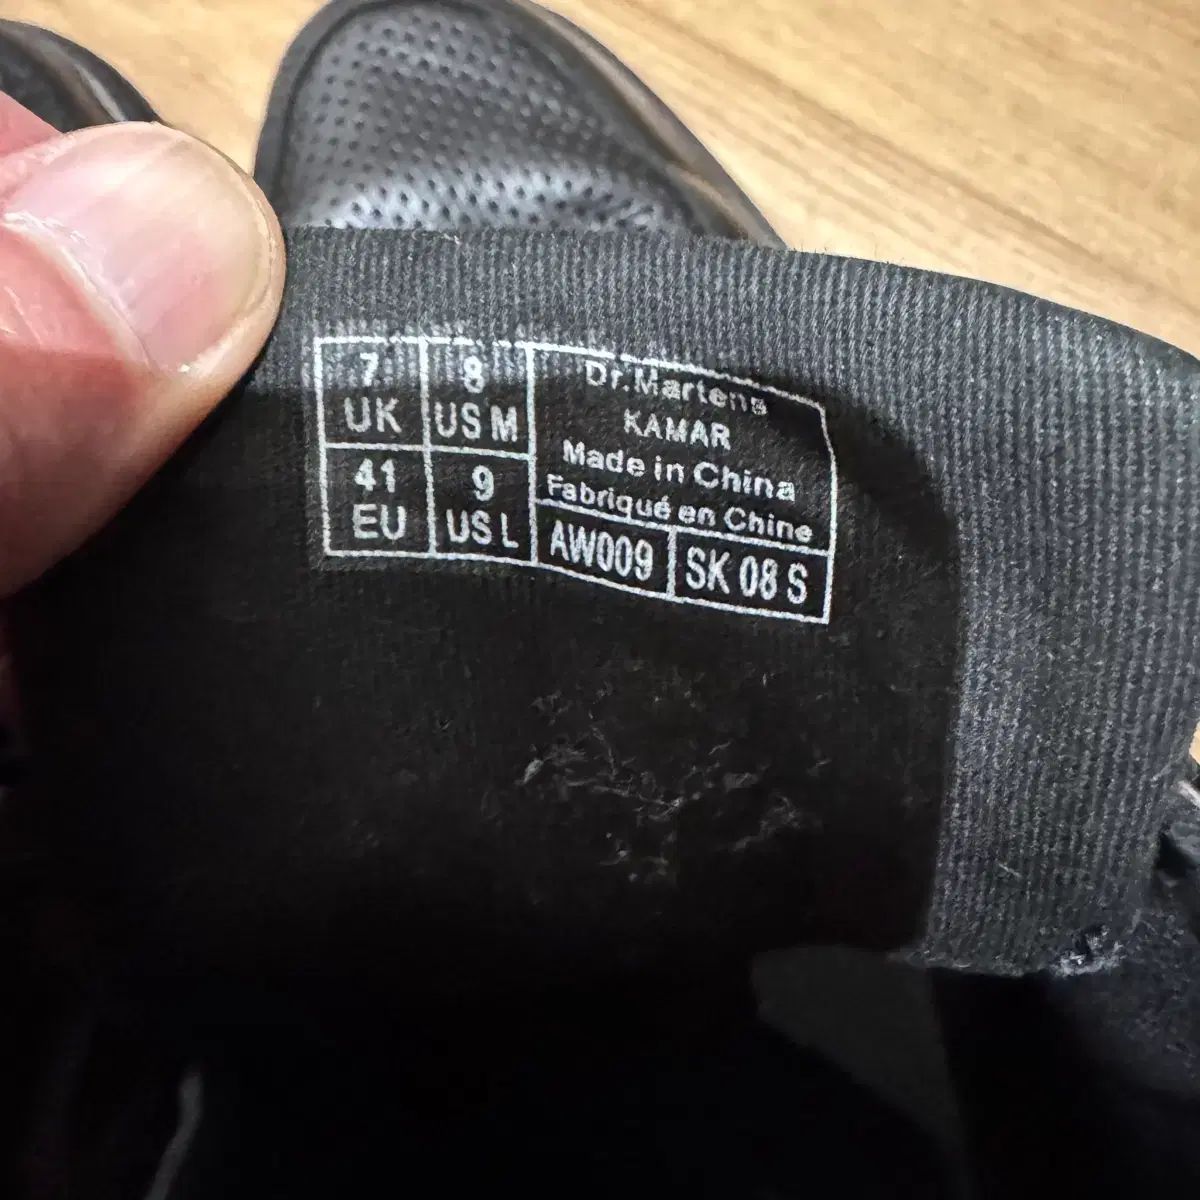 7
UK
8
US M
41
EU
9
US L
Dr.Martens
KAMAR
Made in China
Fabriqué en Chine
AW009
SK 08 S